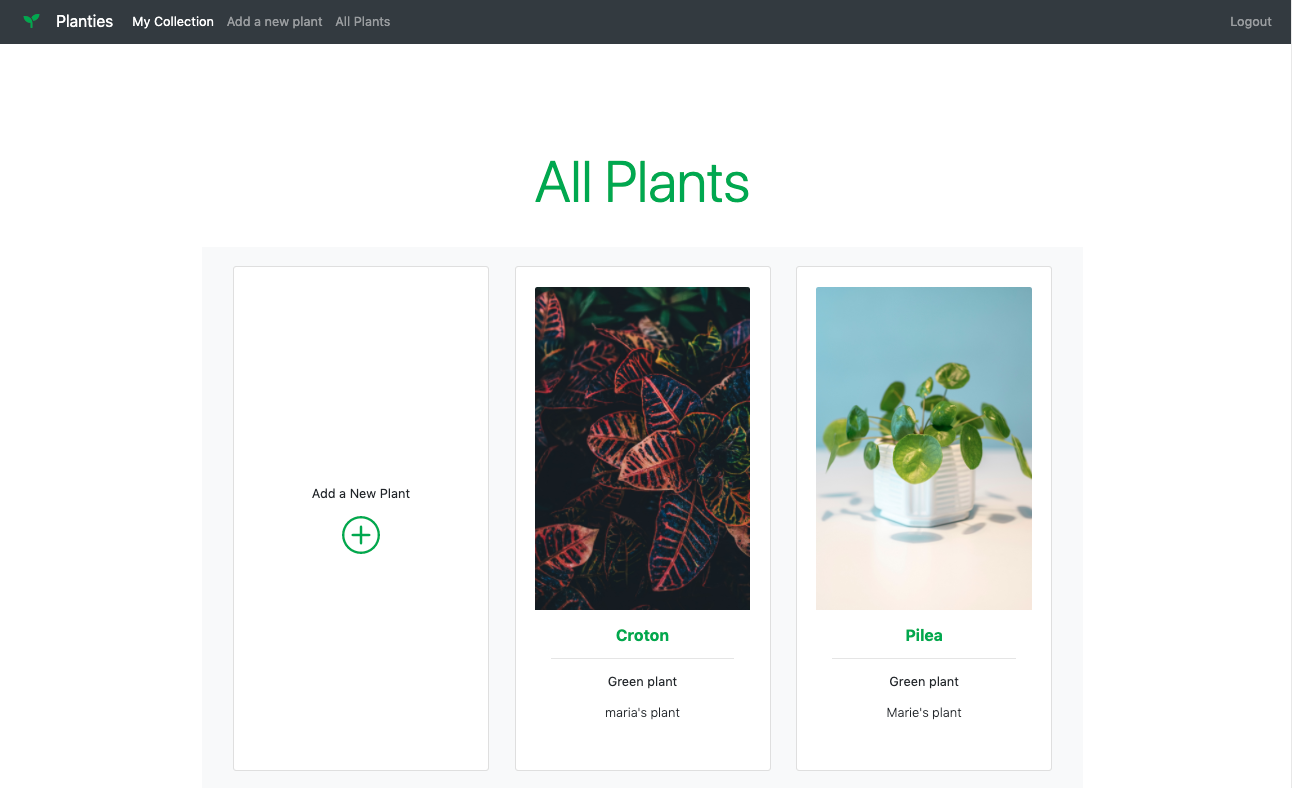 Planties My Collection Add a new plant All Plants Logout
All Plants
Add a New Plant
Croton
Green plant
maria's plant
Pilea
Green plant
Marie's plant